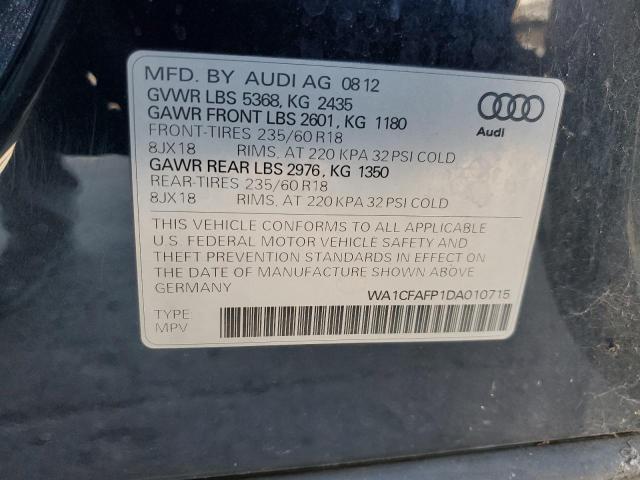 MFD. BY AUDI AG 08 12
GVWR LBS 5368, KG 2435
GAWR FRONT LBS 2601, KG 1180
FRONT-TIRES 235/60 R18
8JX18 RIMS, AT 220 KPA 32 PSI COLD
GAWR REAR LBS 2976, KG 1350
REAR-TIRES 235/60 R18
8JX18 RIMS, AT 220 KPA 32 PSI COLD
Audi
THIS VEHICLE CONFORMS TO ALL APPLICABLE
U.S. FEDERAL MOTOR VEHICLE SAFETY AND
THEFT PREVENTION STANDARDS IN EFFECT ON
THE DATE OF MANUFACTURE SHOWN ABOVE
GERMANY WA1CFAFP1DA010715
TYPE:
MPV